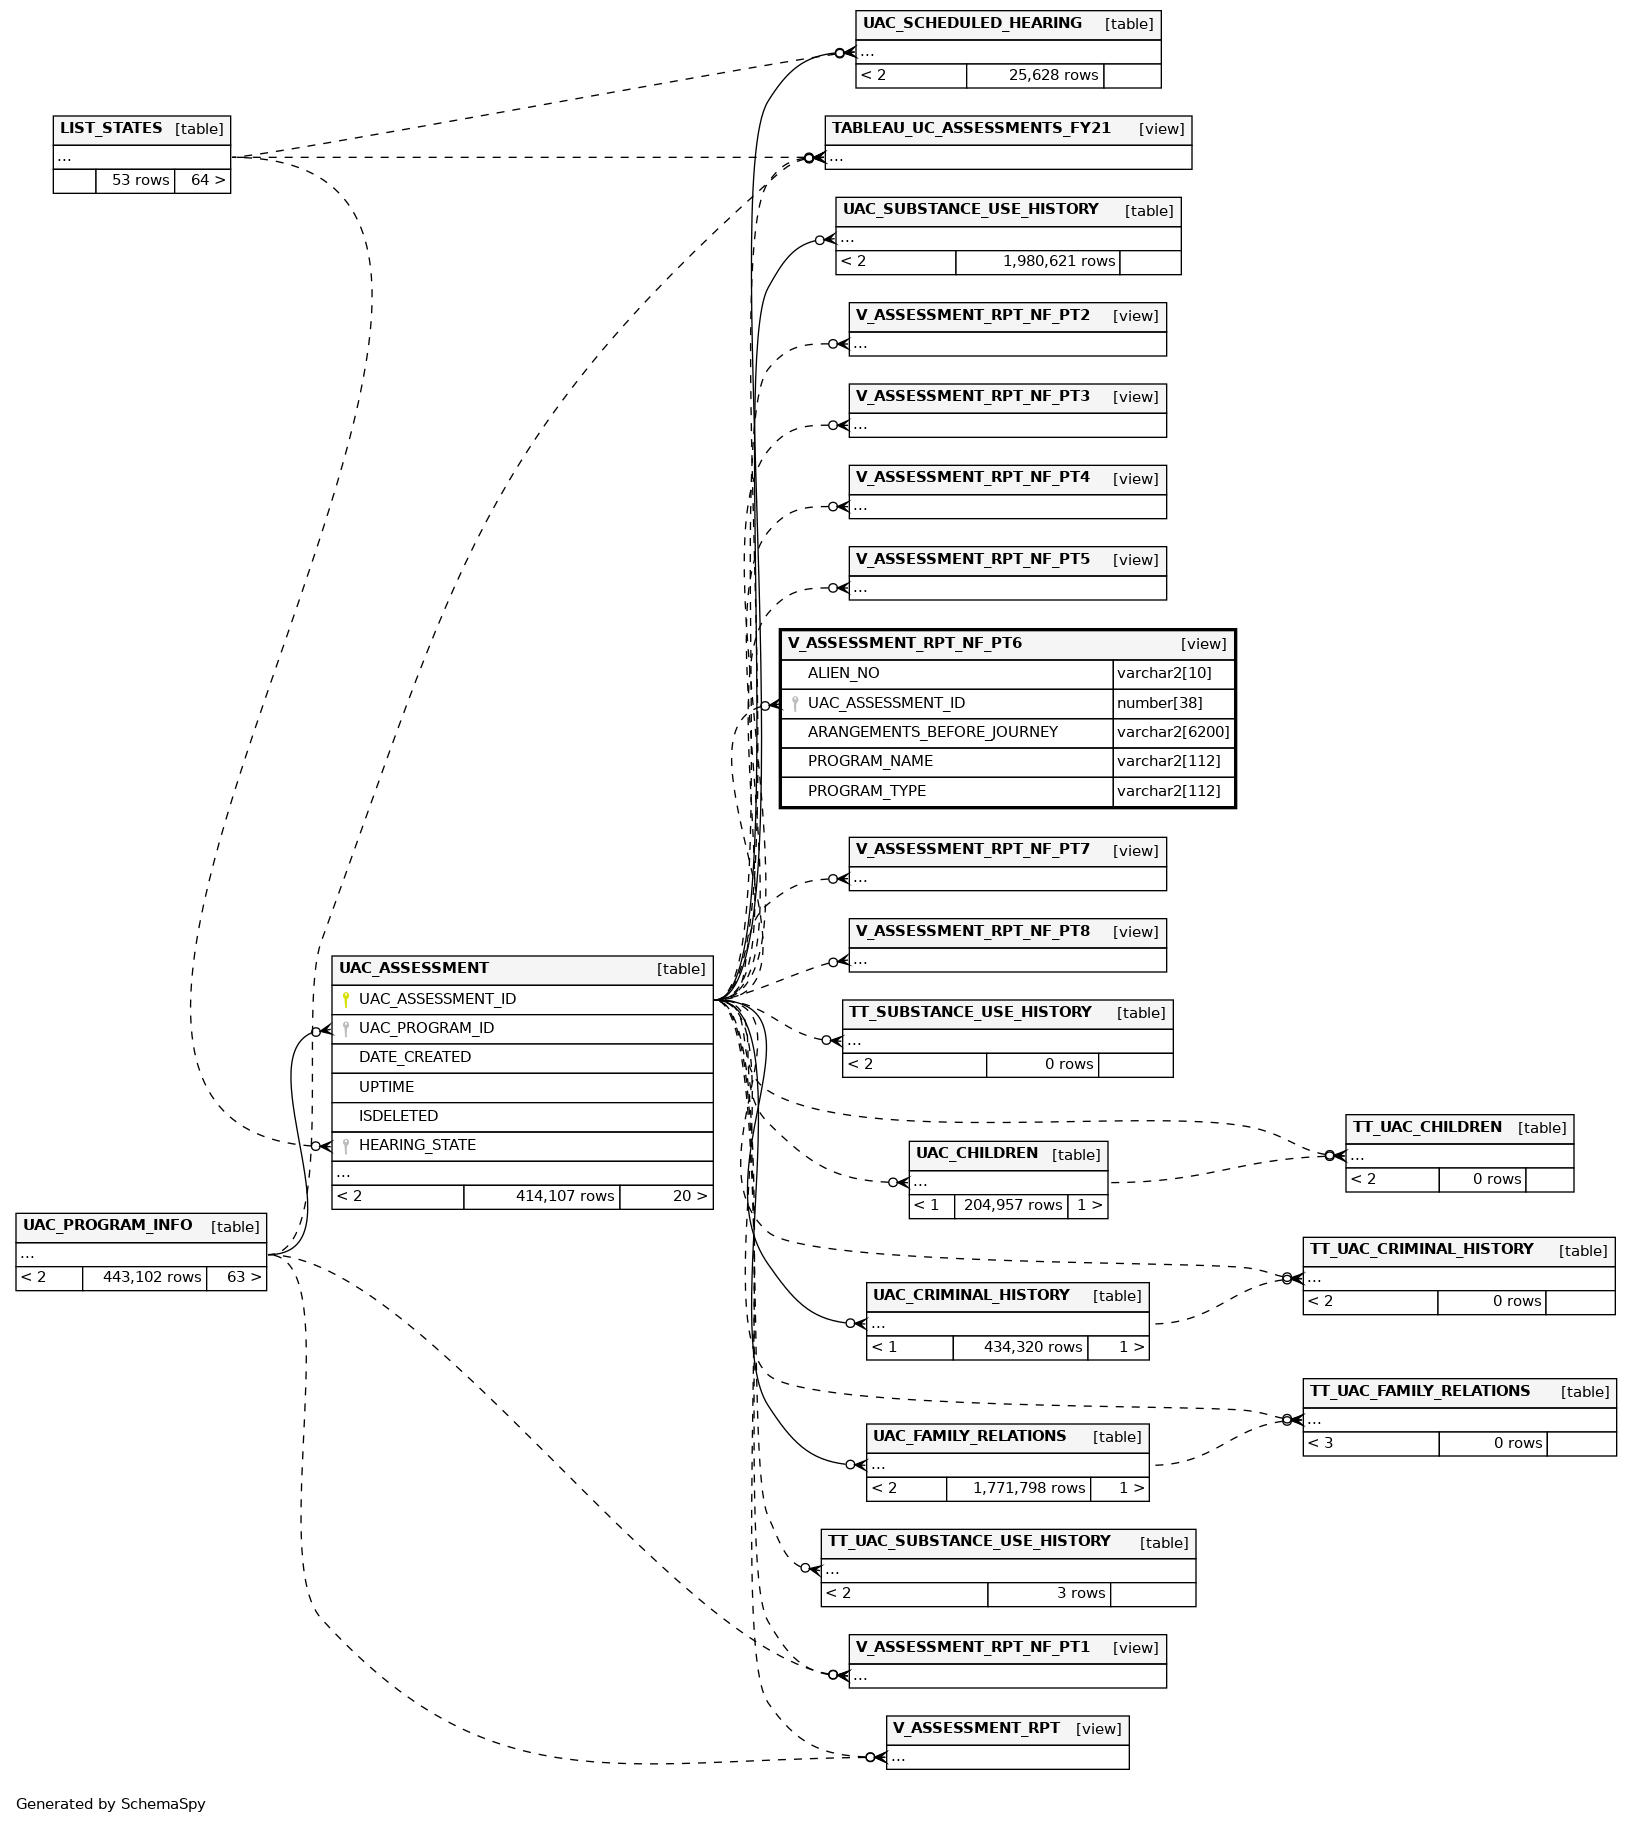 UAC_SCHEDULED_HEARING [table]
...
< 2 25,628 rows
LIST_STATES [table]
...
53 rows 64 >
TABLEAU_UC_ASSESSMENTS_FY21 [view]
...
UAC_SUBSTANCE_USE_HISTORY [table]
...
< 2 1,980,621 rows
V_ASSESSMENT_RPT_NF_PT2 [view]
...
V_ASSESSMENT_RPT_NF_PT3 [view]
...
V_ASSESSMENT_RPT_NF_PT4 [view]
...
V_ASSESSMENT_RPT_NF_PT5 [view]
...
V_ASSESSMENT_RPT_NF_PT6 [view]
ALIEN_NO varchar2[10]
UAC_ASSESSMENT_ID number[38]
ARANGEMENTS_BEFORE_JOURNEY varchar2[6200]
PROGRAM_NAME varchar2[112]
PROGRAM_TYPE varchar2[112]
V_ASSESSMENT_RPT_NF_PT7 [view]
...
V_ASSESSMENT_RPT_NF_PT8 [view]
...
UAC_ASSESSMENT [table]
UAC_ASSESSMENT_ID
UAC_PROGRAM_ID
DATE_CREATED
UPTIME
ISDELETED
HEARING_STATE
...
< 2 414,107 rows 20 >
TT_SUBSTANCE_USE_HISTORY [table]
...
< 2 0 rows
TT_UAC_CHILDREN [table]
...
< 2 0 rows
UAC_CHILDREN [table]
...
< 1 204,957 rows 1 >
UAC_PROGRAM_INFO [table]
...
< 2 443,102 rows 63 >
TT_UAC_CRIMINAL_HISTORY [table]
...
< 2 0 rows
UAC_CRIMINAL_HISTORY [table]
...
< 1 434,320 rows 1 >
TT_UAC_FAMILY_RELATIONS [table]
...
< 3 0 rows
UAC_FAMILY_RELATIONS [table]
...
< 2 1,771,798 rows 1 >
TT_UAC_SUBSTANCE_USE_HISTORY [table]
...
< 2 3 rows
V_ASSESSMENT_RPT_NF_PT1 [view]
...
V_ASSESSMENT_RPT [view]
...
Generated by SchemaSpy